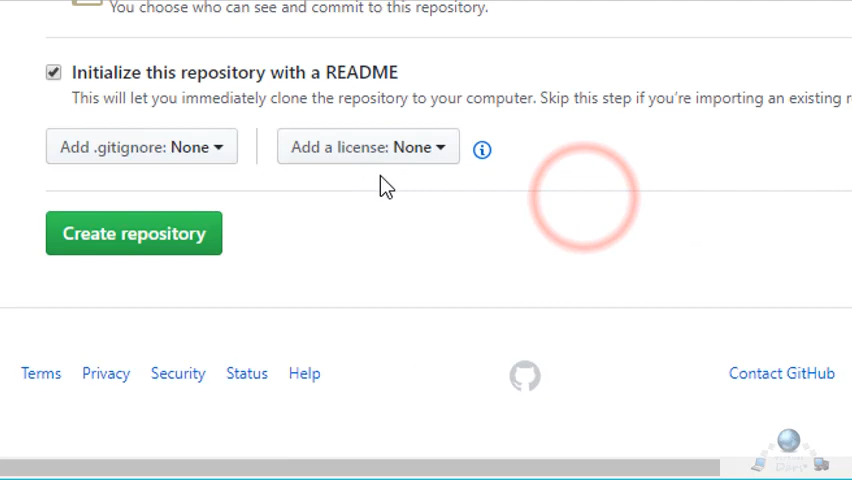 You choose who can see and commit to this repository.
Initialize this repository with a README
This will let you immediately clone the repository to your computer. Skip this step if you're importing an existing r
Add .gitignore: None
Add a license: None
Create repository
Terms Privacy Security Status Help
Contact GitHub